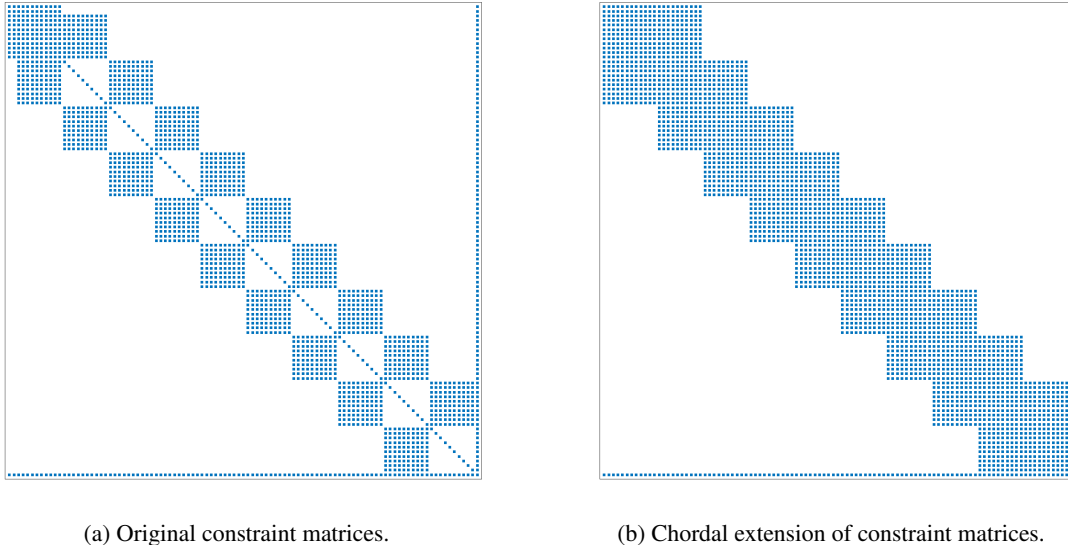 (a) Original constraint matrices.
(b) Chordal extension of constraint matrices.